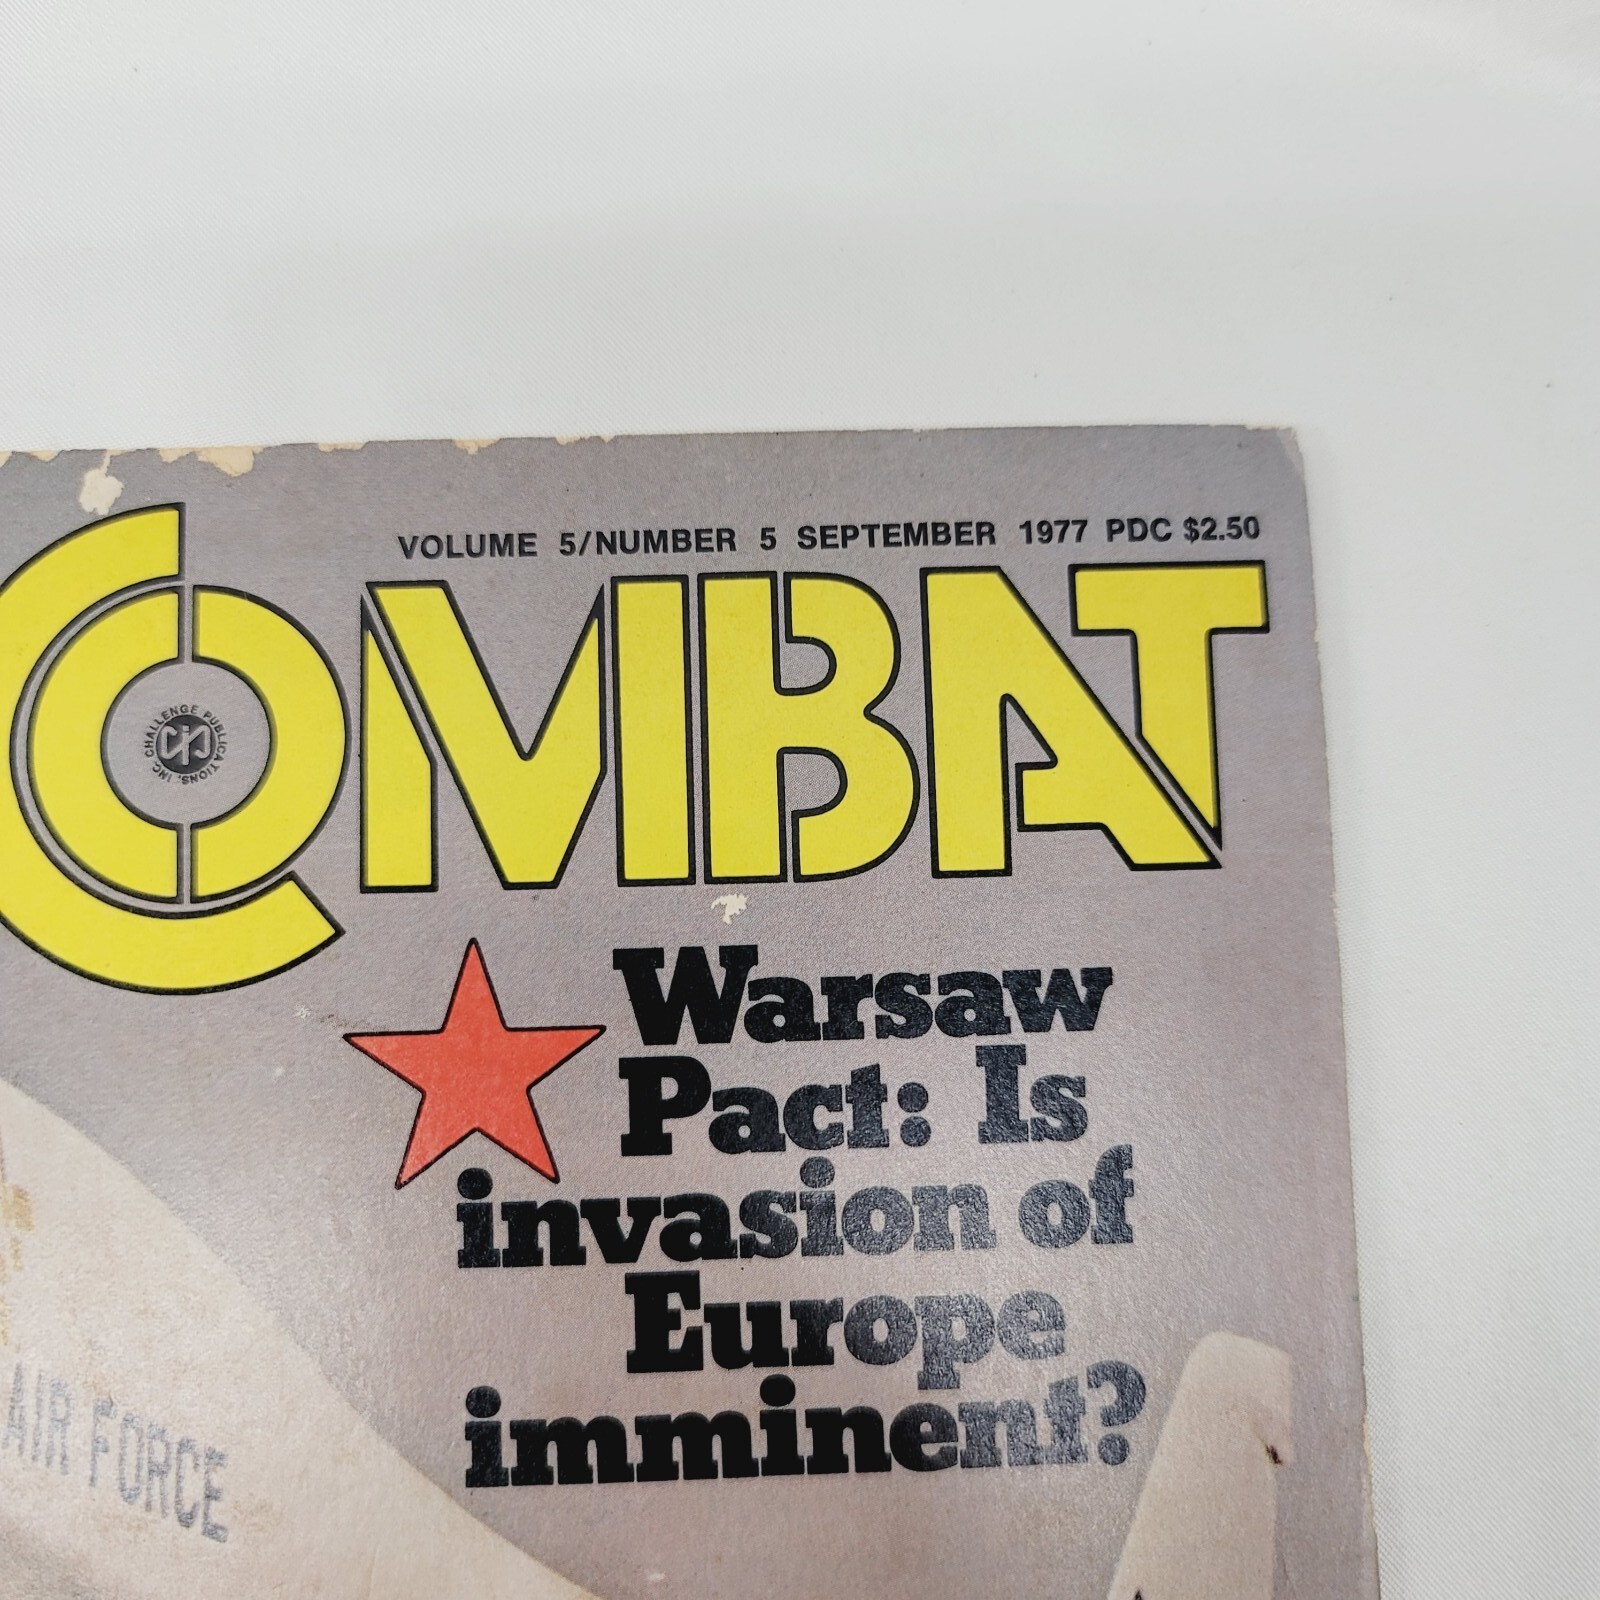 VOLUME 5/NUMBER 5 SEPTEMBER 1977 PDC $2.50
COMBAT
CHALLENGE PUBLICATIONS, INC.
Warsaw
Pact: Is
invasion of
Europe
imminent?
AIR FORCE